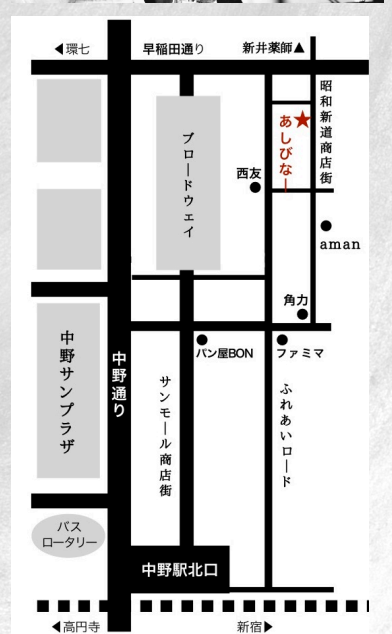 ◀環七
早稲田通り
新井薬師▲
昭和新道商店街
あしびなー
ブロードウェイ
西友
aman
角力
パン屋BON
ファミマ
中野サンプラザ
中野通り
サンモール商店街
ふれあいロード
バス
ロータリー
中野駅北口
◀高円寺
新宿▶